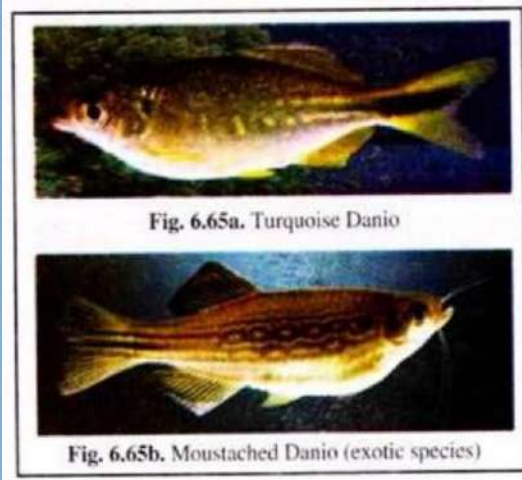 Fig. 6.65a. Turquoise Danio
Fig. 6.65b. Moustached Danio (exotic species)